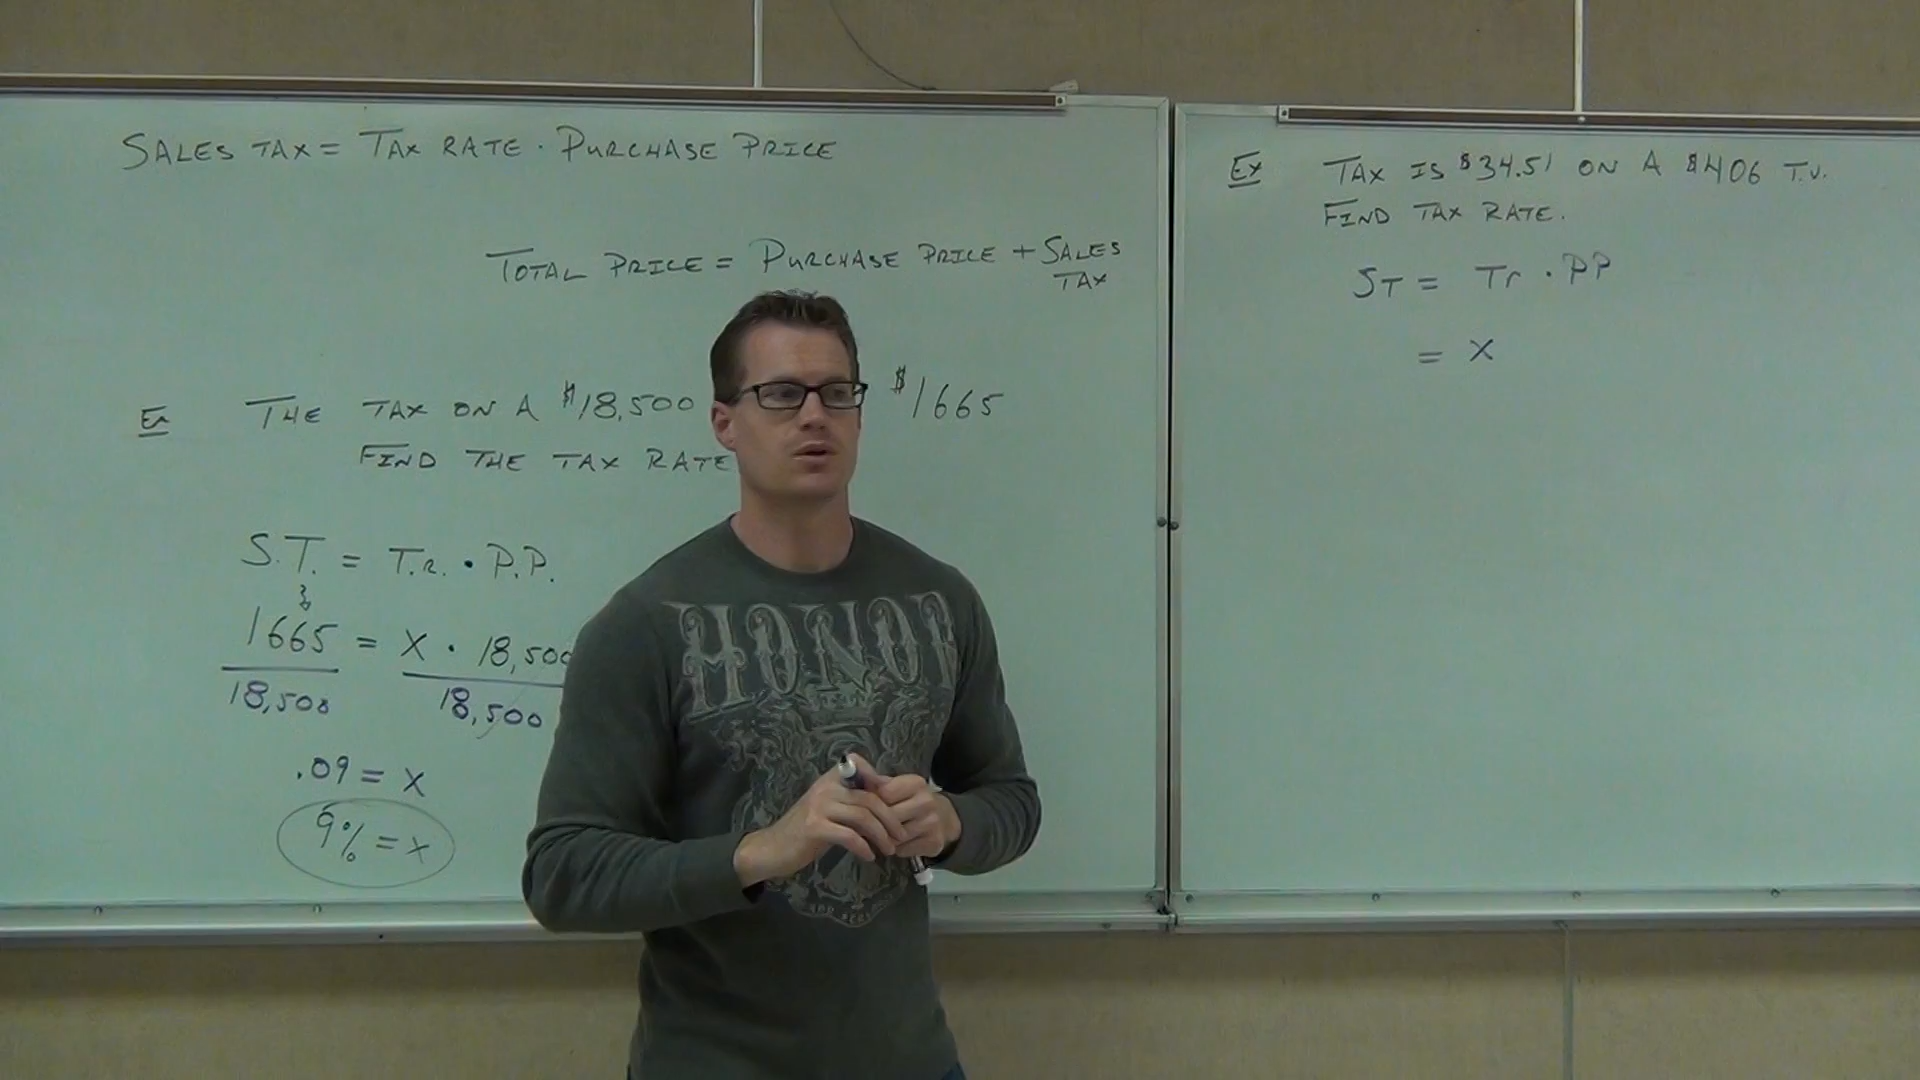 SALES TAX = TAX RATE · PURCHASE PRICE
TOTAL PRICE = PURCHASE PRICE + SALES
TAX
Ex THE TAX ON A $18,500 $1665
FIND THE TAX RATE
S.T. = T.R. · P.P.
1665 = X · 18,500
18,500 18,500
.09 = X
9% = X
Ex TAX IS $34.51 ON A $406 T.V.
FIND TAX RATE.
ST = Tr · PP
= X
HONOR